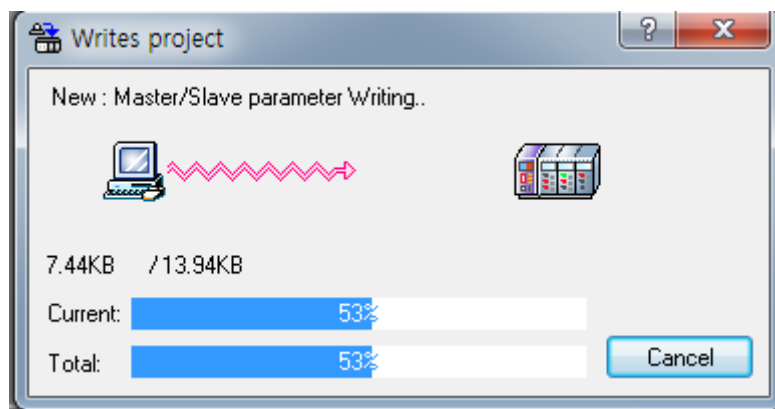 Writes project
New : Master/Slave parameter Writing..
7.44KB / 13.94KB
Current: 53%
Total: 53%
Cancel